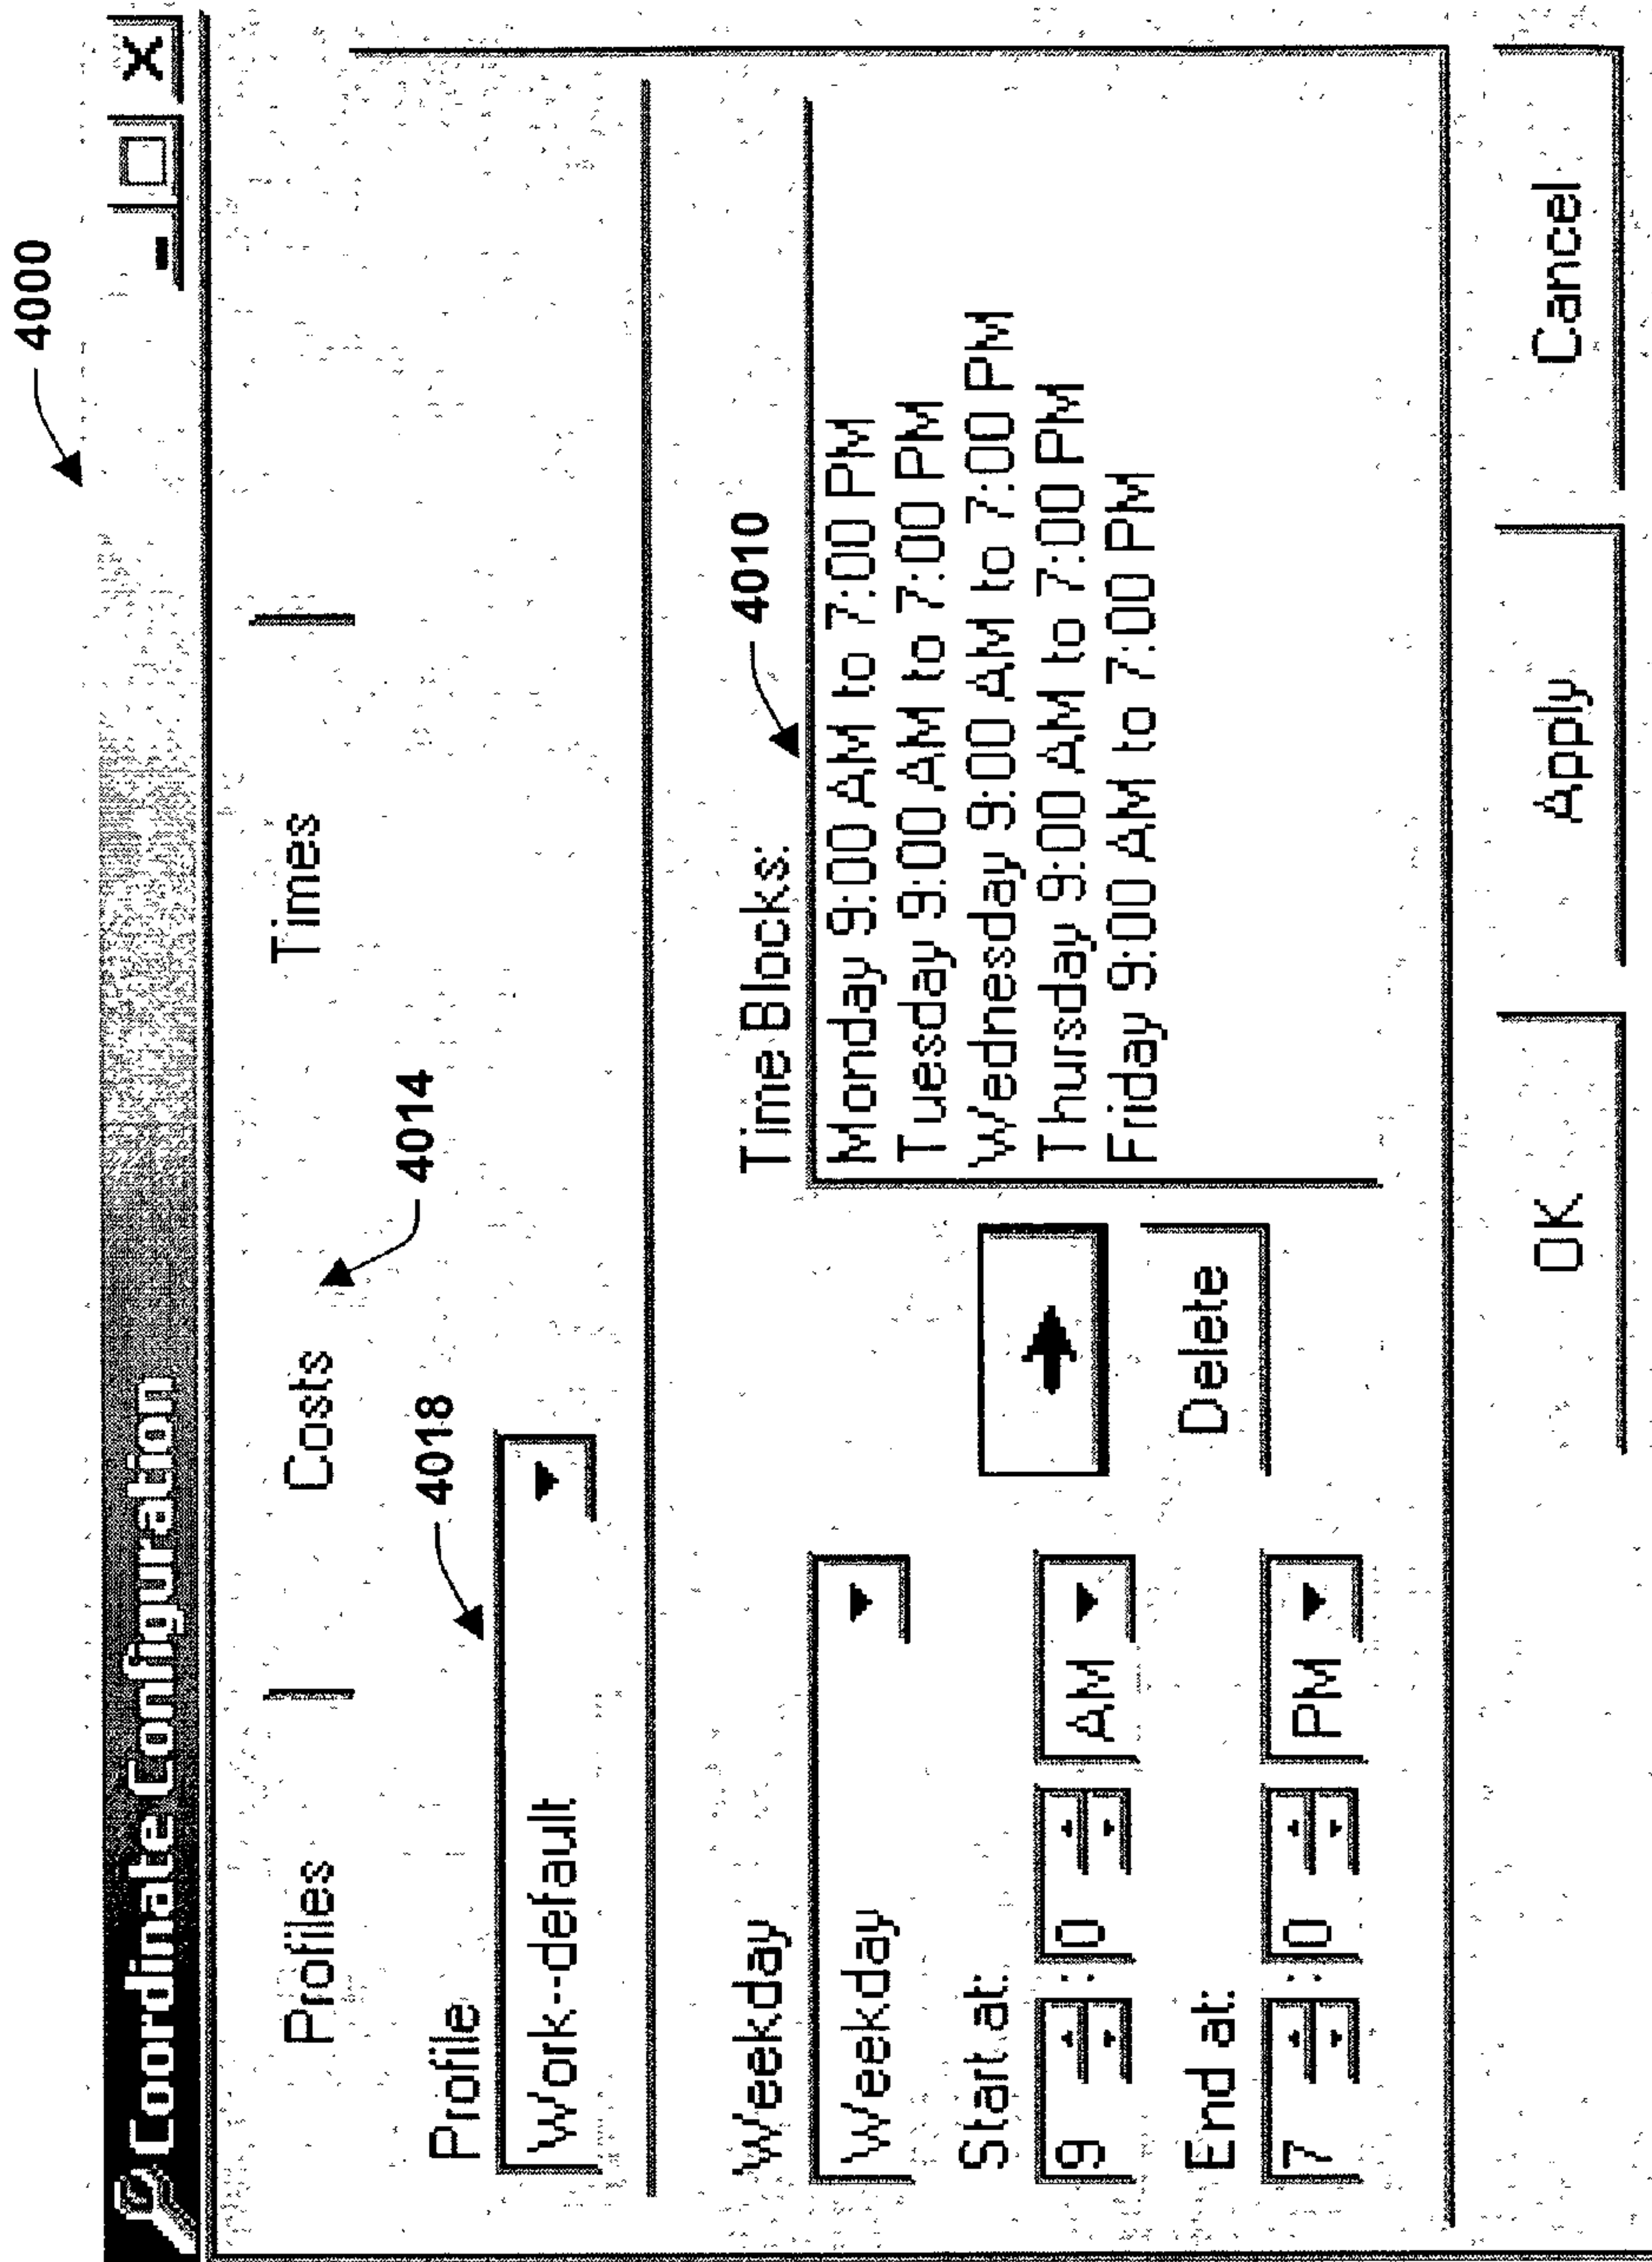 4000
Coordinate Configuration
Profiles
Costs
Times
4014
Profile
4018
Work--default
Weekday
Weekday
Start at:
9 : 0 AM
End at:
7 : 0 PM
Delete
Time Blocks:
4010
Monday 9:00 AM to 7:00 PM
Tuesday 9:00 AM to 7:00 PM
Wednesday 9:00 AM to 7:00 PM
Thursday 9:00 AM to 7:00 PM
Friday 9:00 AM to 7:00 PM
OK
Apply
Cancel